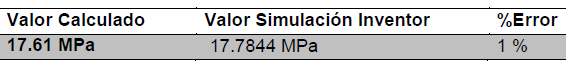 Valor Calculado Valor Simulación Inventor %Error
17.61 MPa 17.7844 MPa 1 %